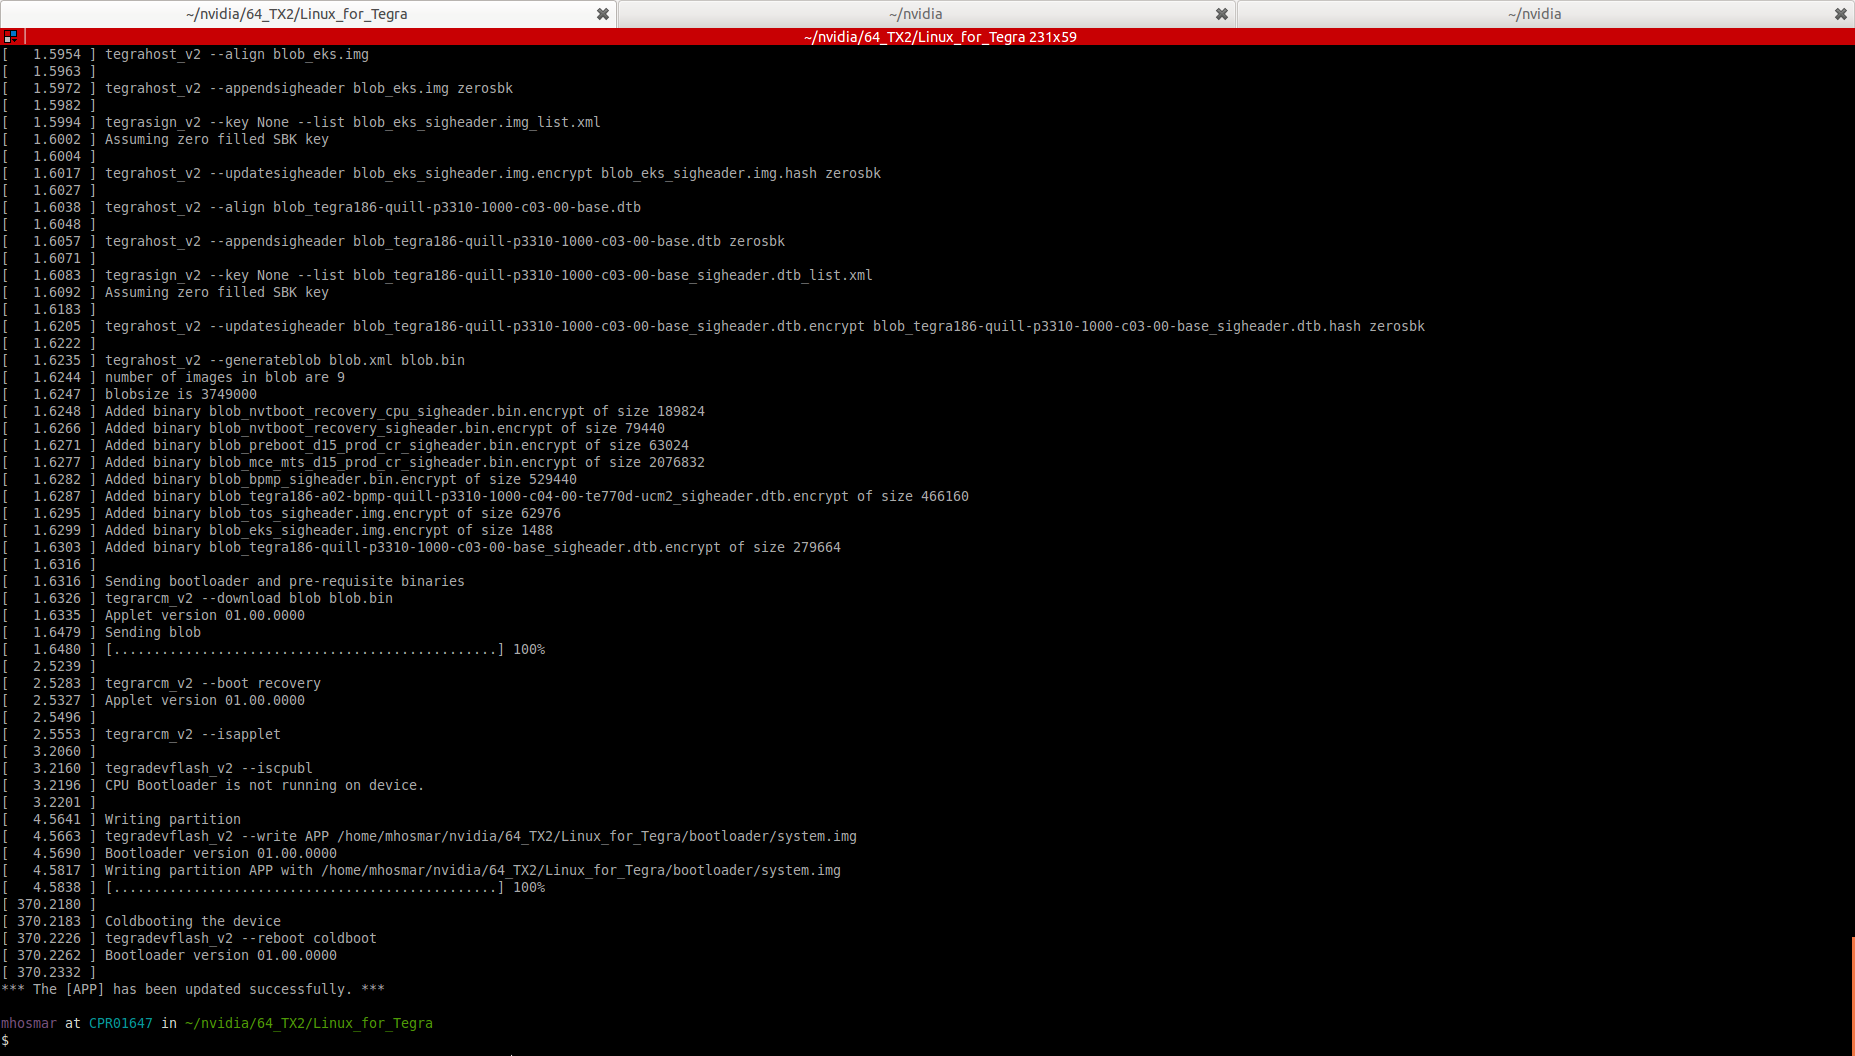 ~/nvidia/64_TX2/Linux_for_Tegra
~/nvidia
~/nvidia
~/nvidia/64_TX2/Linux_for_Tegra 231x59
[   1.5954 ] tegrahost_v2 --align blob_eks.img
[   1.5963 ]
[   1.5972 ] tegrahost_v2 --appendsigheader blob_eks.img zerosbk
[   1.5982 ]
[   1.5994 ] tegrasign_v2 --key None --list blob_eks_sigheader.img_list.xml
[   1.6002 ] Assuming zero filled SBK key
[   1.6004 ]
[   1.6017 ] tegrahost_v2 --updatesigheader blob_eks_sigheader.img.encrypt blob_eks_sigheader.img.hash zerosbk
[   1.6027 ]
[   1.6038 ] tegrahost_v2 --align blob_tegra186-quill-p3310-1000-c03-00-base.dtb
[   1.6048 ]
[   1.6057 ] tegrahost_v2 --appendsigheader blob_tegra186-quill-p3310-1000-c03-00-base.dtb zerosbk
[   1.6071 ]
[   1.6083 ] tegrasign_v2 --key None --list blob_tegra186-quill-p3310-1000-c03-00-base_sigheader.dtb_list.xml
[   1.6092 ] Assuming zero filled SBK key
[   1.6183 ]
[   1.6205 ] tegrahost_v2 --updatesigheader blob_tegra186-quill-p3310-1000-c03-00-base_sigheader.dtb.encrypt blob_tegra186-quill-p3310-1000-c03-00-base_sigheader.dtb.hash zerosbk
[   1.6222 ]
[   1.6235 ] tegrahost_v2 --generateblob blob.xml blob.bin
[   1.6244 ] number of images in blob are 9
[   1.6247 ] blobsize is 3749000
[   1.6248 ] Added binary blob_nvtboot_recovery_cpu_sigheader.bin.encrypt of size 189824
[   1.6266 ] Added binary blob_nvtboot_recovery_sigheader.bin.encrypt of size 79440
[   1.6271 ] Added binary blob_preboot_d15_prod_cr_sigheader.bin.encrypt of size 63024
[   1.6277 ] Added binary blob_mce_mts_d15_prod_cr_sigheader.bin.encrypt of size 2076832
[   1.6282 ] Added binary blob_bpmp_sigheader.bin.encrypt of size 529440
[   1.6287 ] Added binary blob_tegra186-a02-bpmp-quill-p3310-1000-c04-00-te770d-ucm2_sigheader.dtb.encrypt of size 466160
[   1.6295 ] Added binary blob_tos_sigheader.img.encrypt of size 62976
[   1.6299 ] Added binary blob_eks_sigheader.img.encrypt of size 1488
[   1.6303 ] Added binary blob_tegra186-quill-p3310-1000-c03-00-base_sigheader.dtb.encrypt of size 279664
[   1.6316 ]
[   1.6316 ] Sending bootloader and pre-requisite binaries
[   1.6326 ] tegrarcm_v2 --download blob blob.bin
[   1.6335 ] Applet version 01.00.0000
[   1.6479 ] Sending blob
[   1.6480 ] [................................................] 100%
[   2.5239 ]
[   2.5283 ] tegrarcm_v2 --boot recovery
[   2.5327 ] Applet version 01.00.0000
[   2.5496 ]
[   2.5553 ] tegrarcm_v2 --isapplet
[   3.2060 ]
[   3.2160 ] tegradevflash_v2 --iscpubl
[   3.2196 ] CPU Bootloader is not running on device.
[   3.2201 ]
[   4.5641 ] Writing partition
[   4.5663 ] tegradevflash_v2 --write APP /home/mhosmar/nvidia/64_TX2/Linux_for_Tegra/bootloader/system.img
[   4.5690 ] Bootloader version 01.00.0000
[   4.5817 ] Writing partition APP with /home/mhosmar/nvidia/64_TX2/Linux_for_Tegra/bootloader/system.img
[   4.5838 ] [................................................] 100%
[ 370.2180 ]
[ 370.2183 ] Coldbooting the device
[ 370.2226 ] tegradevflash_v2 --reboot coldboot
[ 370.2262 ] Bootloader version 01.00.0000
[ 370.2332 ]
*** The [APP] has been updated successfully. ***
mhosmar at CPR01647 in ~/nvidia/64_TX2/Linux_for_Tegra
$